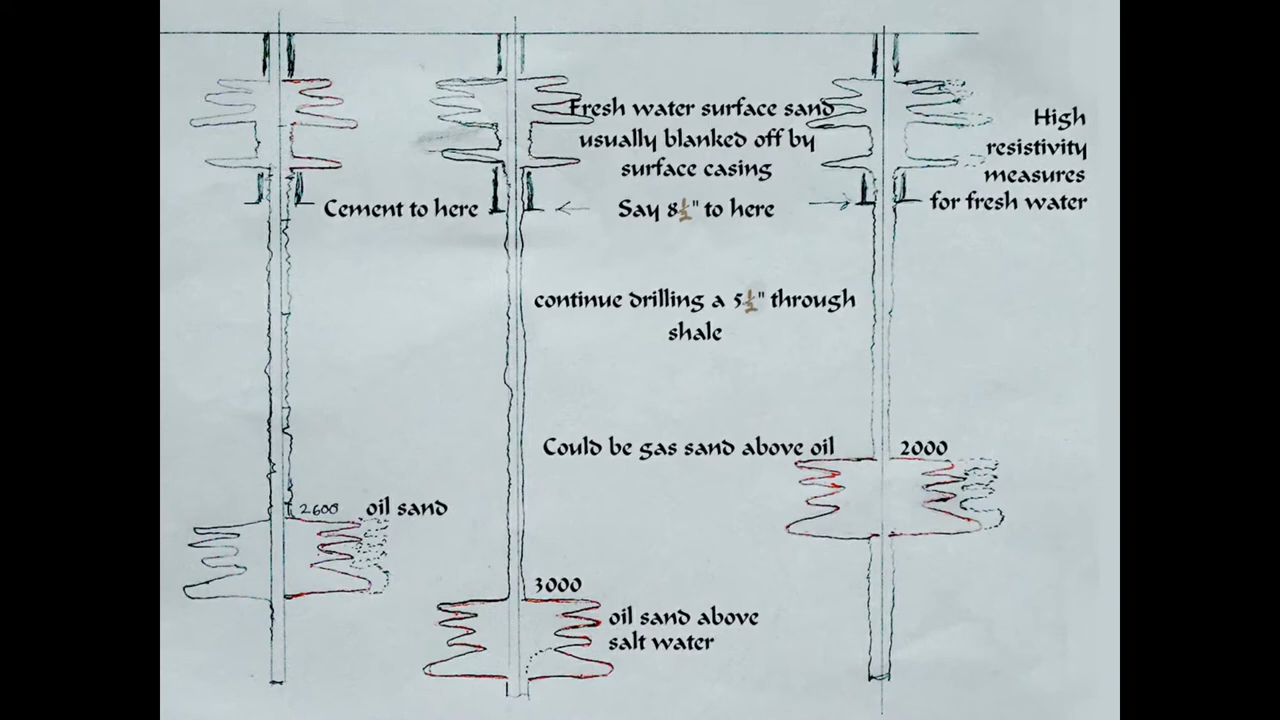 Fresh water surface sand
usually blanked off by
surface casing
High
resistivity
measures
for fresh water
Cement to here
Say 8½" to here
continue drilling a 5½" through
shale
Could be gas sand above oil
2000
2600
oil sand
3000
oil sand above
salt water